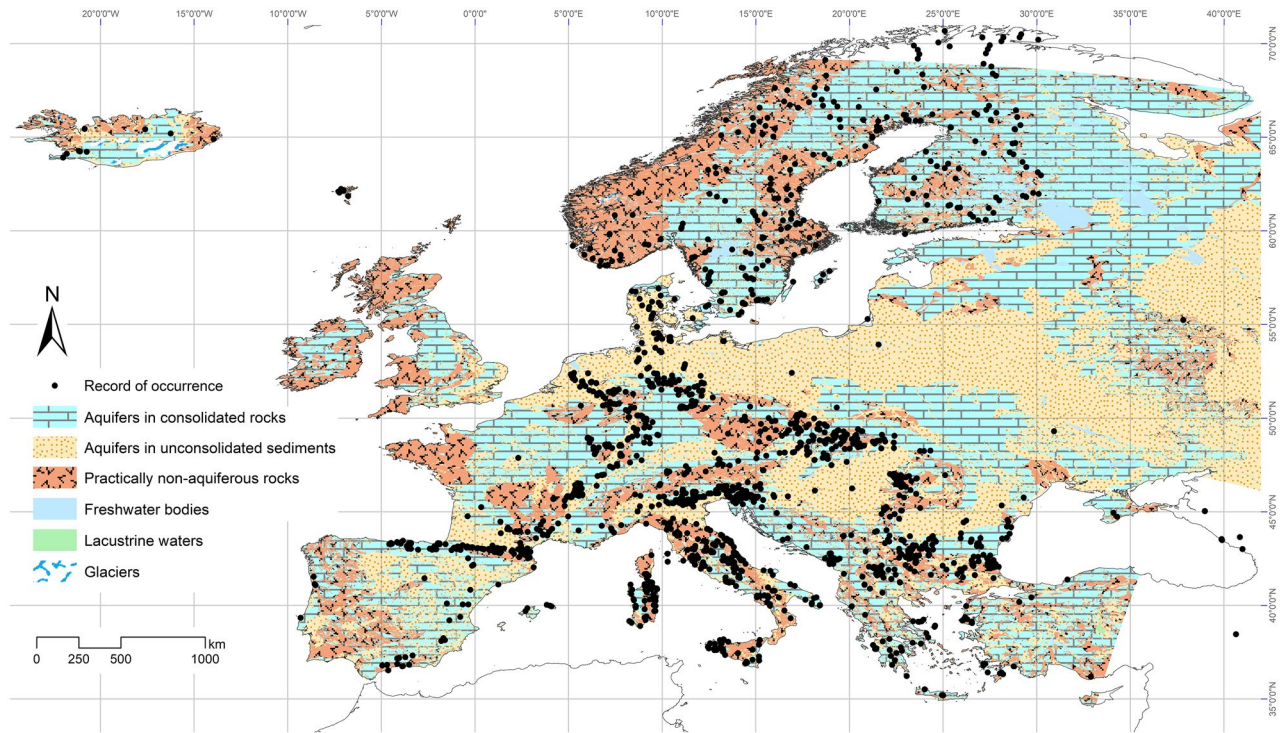 20°0'0"W 15°0'0"W 10°0'0"W 5°0'0"W 0°0'0" 5°0'0"E 10°0'0"E 15°0'0"E 20°0'0"E 25°0'0"E 30°0'0"E 35°0'0"E 40°0'0"E
70°0'0"N
65°0'0"N
60°0'0"N
55°0'0"N
50°0'0"N
45°0'0"N
40°0'0"N
35°0'0"N
N
Record of occurrence
Aquifers in consolidated rocks
Aquifers in unconsolidated sediments
Practically non-aquiferous rocks
Freshwater bodies
Lacustrine waters
Glaciers
km
0 250 500 1000